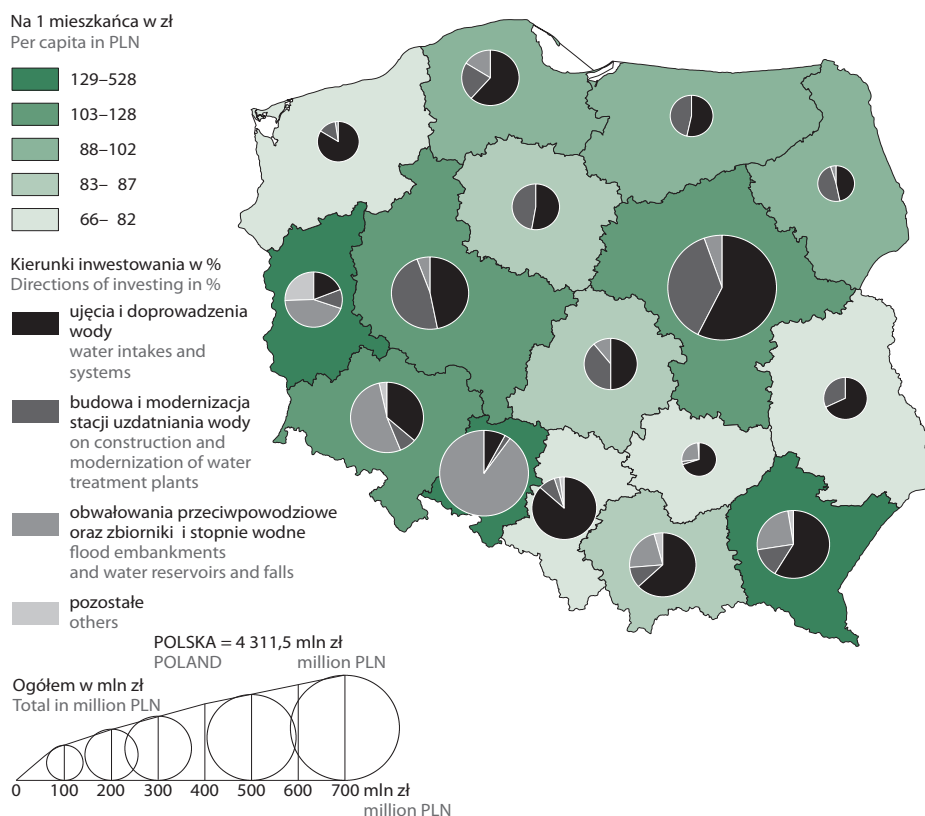 Na 1 mieszkańca w zł
Per capita in PLN
129–528
103–128
88–102
83– 87
66– 82
Kierunki inwestowania w %
Directions of investing in %
ujęcia i doprowadzenia
wody
water intakes and
systems
budowa i modernizacja
stacji uzdatniania wody
on construction and
modernization of water
treatment plants
obwałowania przeciwpowodziowe
oraz zbiorniki i stopnie wodne
flood embankments
and water reservoirs and falls
pozostałe
others
POLSKA = 4 311,5 mln zł
POLAND million PLN
Ogółem w mln zł
Total in million PLN
0 100 200 300 400 500 600 700 mln zł
million PLN